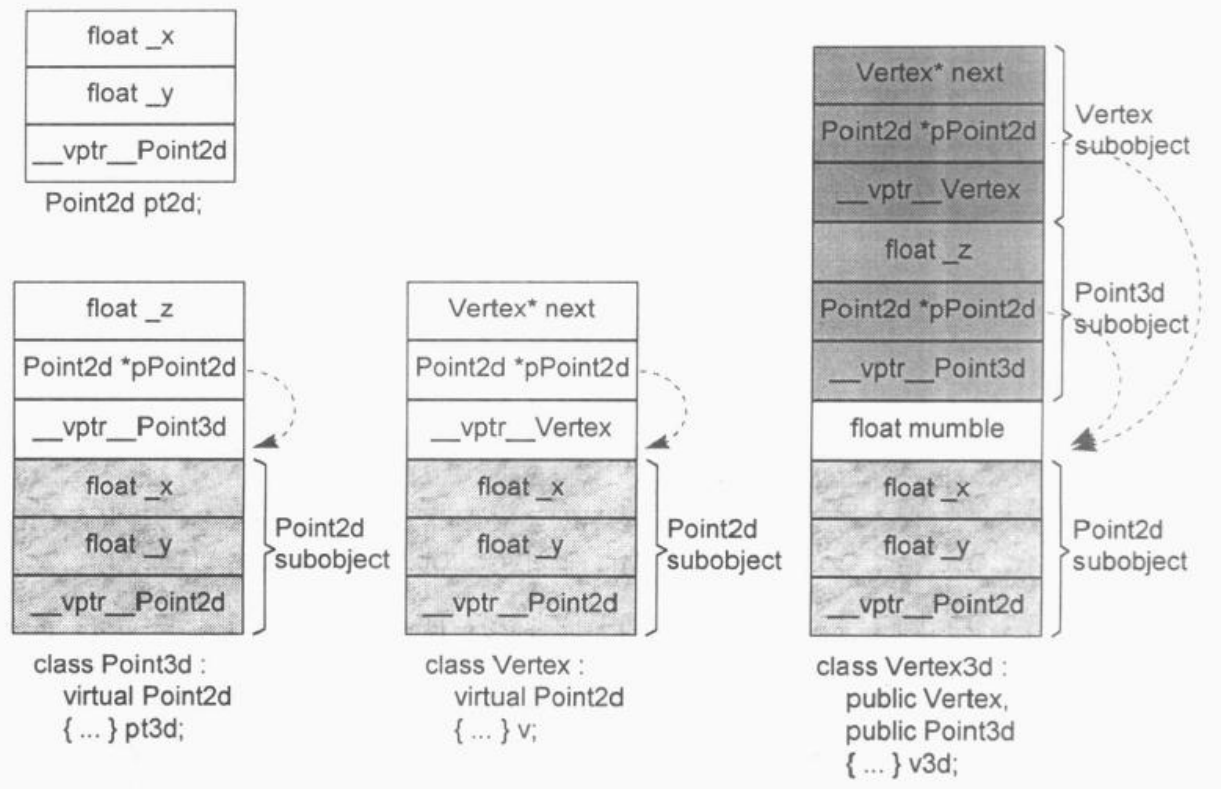 float _x
float _y
__vptr__Point2d
Point2d pt2d;
float _z
Point2d *pPoint2d
__vptr__Point3d
float _x
float _y
__vptr__Point2d
Point2d
subobject
class Point3d :
virtual Point2d
{ ... } pt3d;
Vertex* next
Point2d *pPoint2d
__vptr__Vertex
float _x
float _y
__vptr__Point2d
Point2d
subobject
class Vertex :
virtual Point2d
{ ... } v;
Vertex* next
Point2d *pPoint2d
__vptr__Vertex
Vertex
subobject
float _z
Point2d *pPoint2d
__vptr__Point3d
Point3d
subobject
float mumble
float _x
float _y
__vptr__Point2d
Point2d
subobject
class Vertex3d :
public Vertex,
public Point3d
{ ... } v3d;